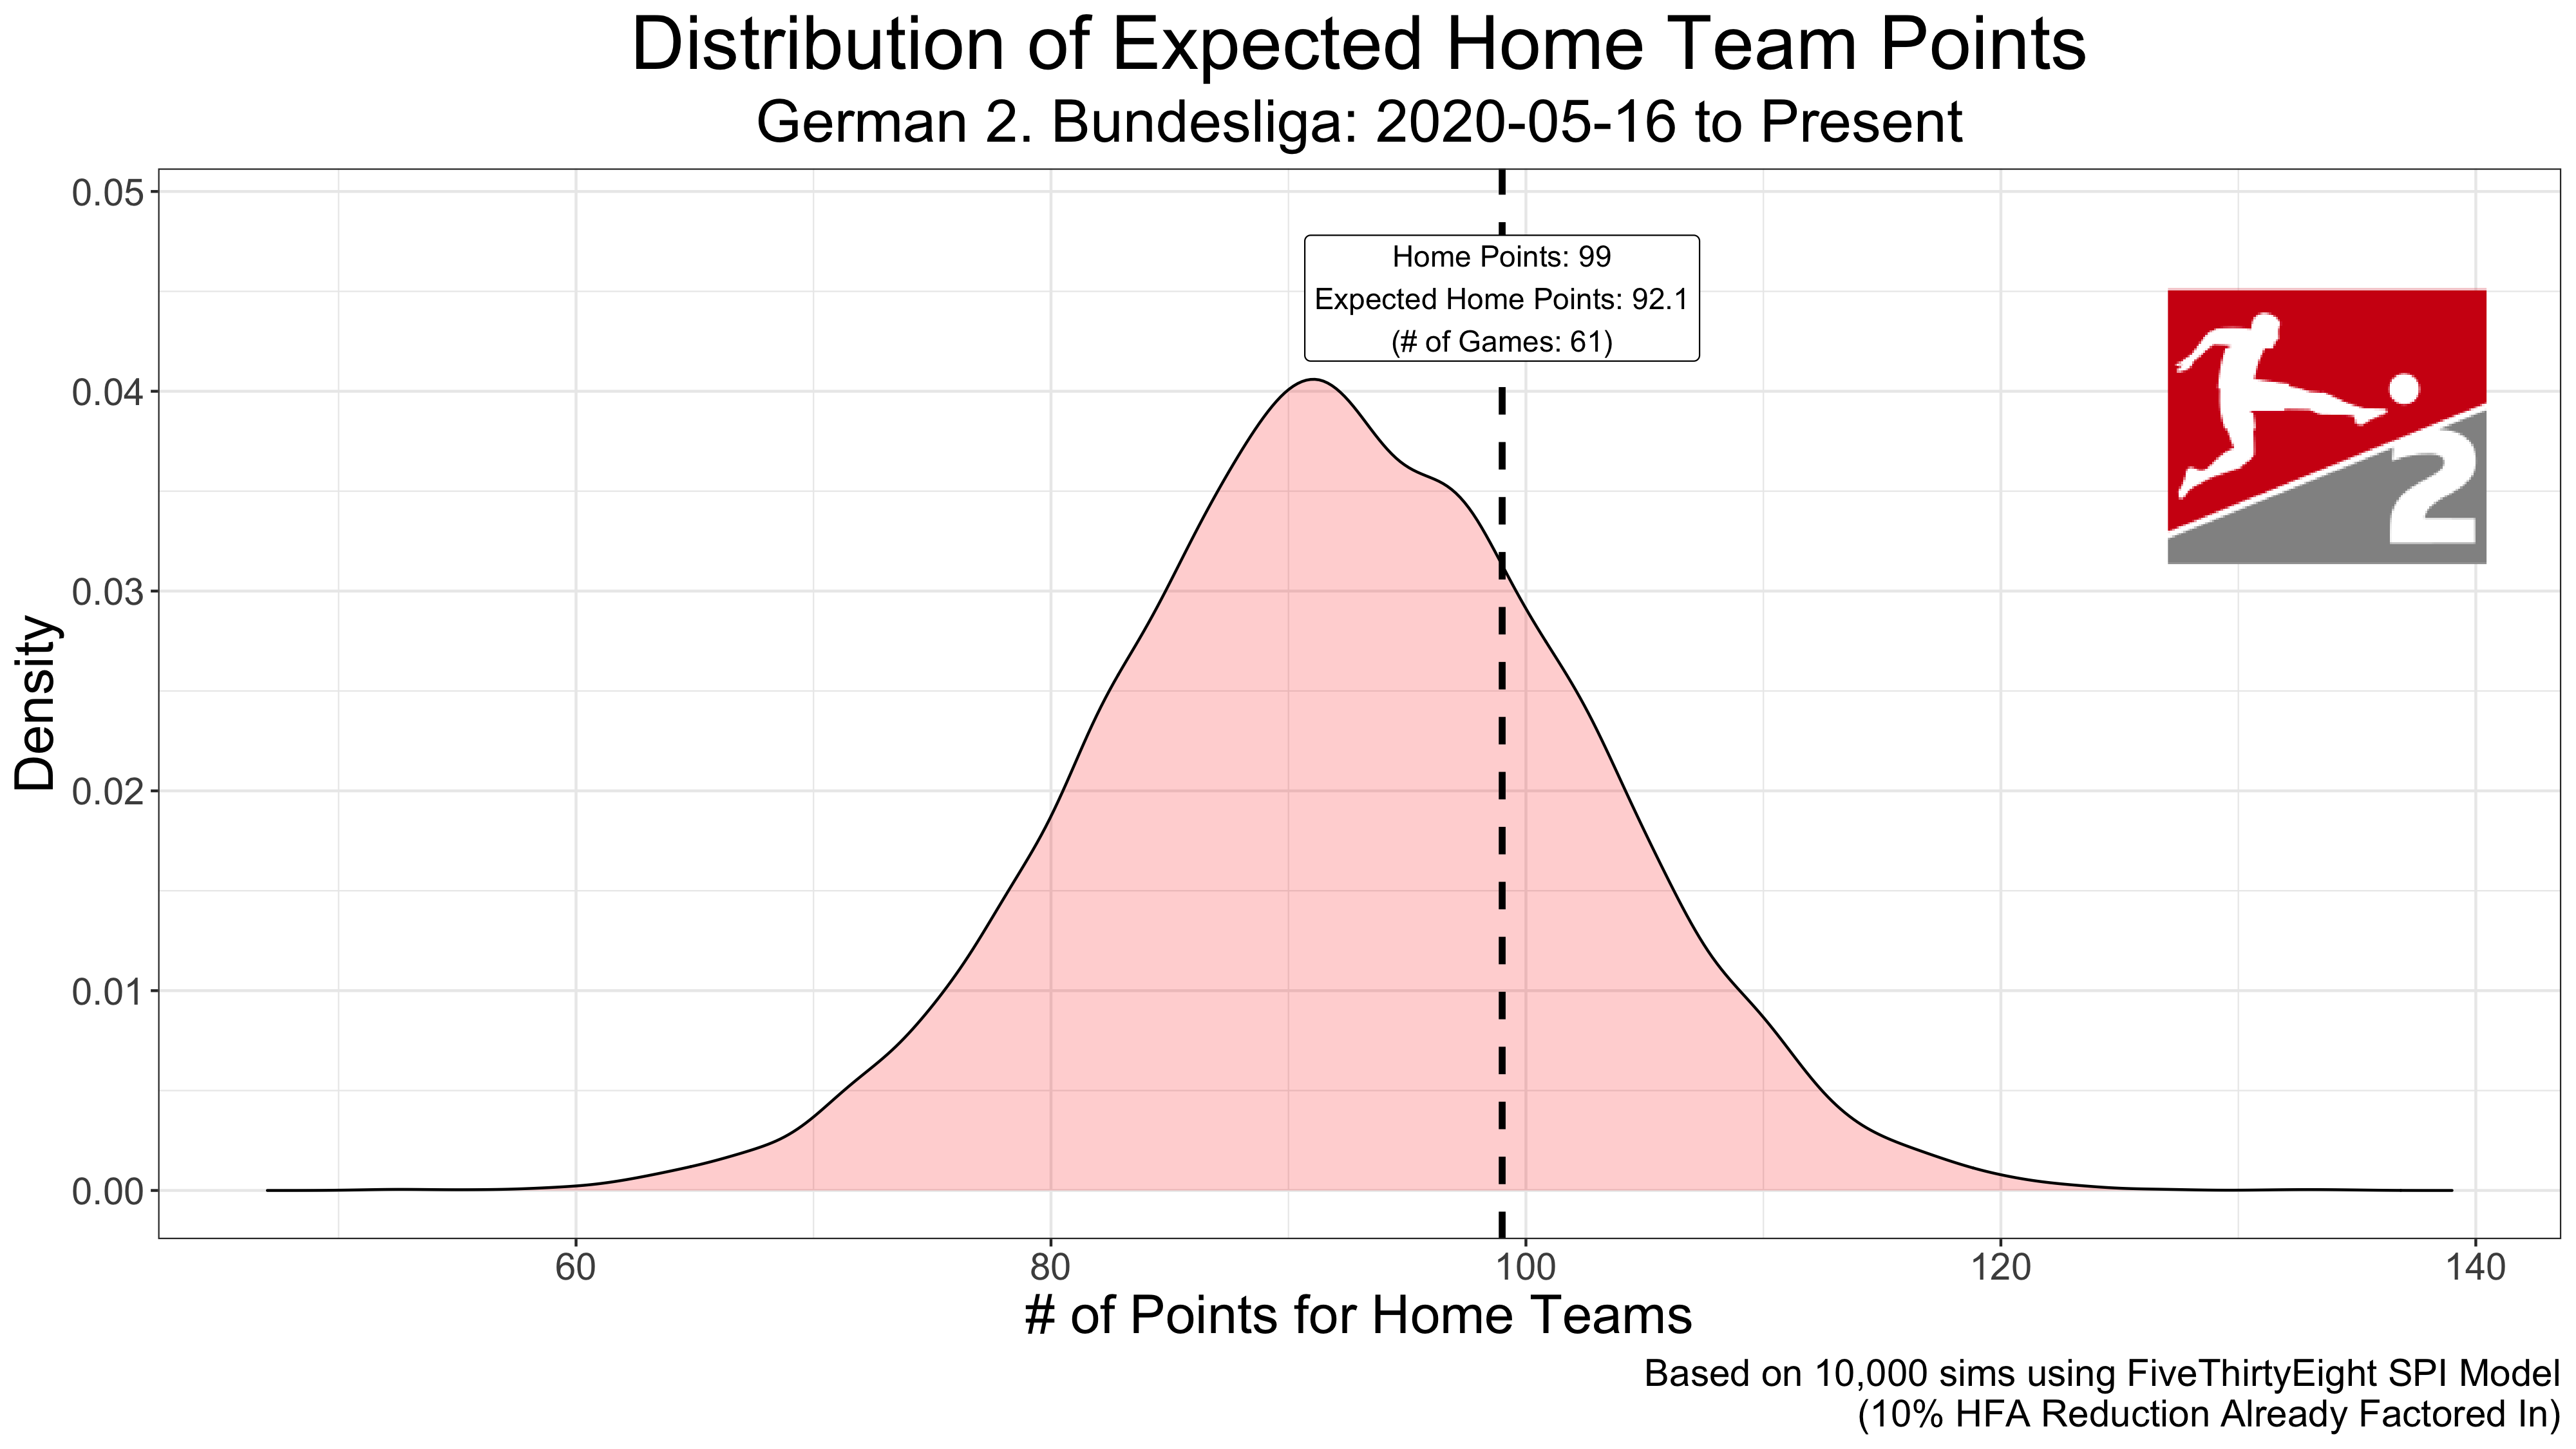 Distribution of Expected Home Team Points
German 2. Bundesliga: 2020-05-16 to Present
0.05
0.04
0.03
0.02
0.01
0.00
Density
Home Points: 99
Expected Home Points: 92.1
(# of Games: 61)
2
60
80
100
120
140
# of Points for Home Teams
Based on 10,000 sims using FiveThirtyEight SPI Model
(10% HFA Reduction Already Factored In)